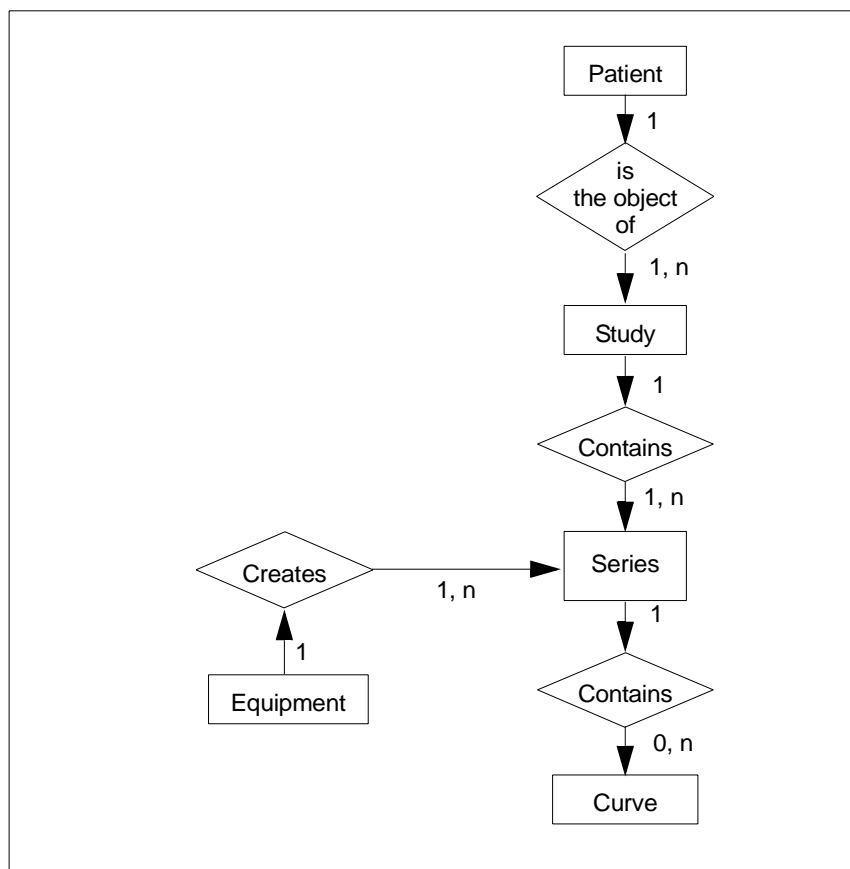 Patient
1
is
the object
of
1, n
Study
1
Contains
1, n
Series
Creates
1, n
1
Equipment
1
Contains
0, n
Curve